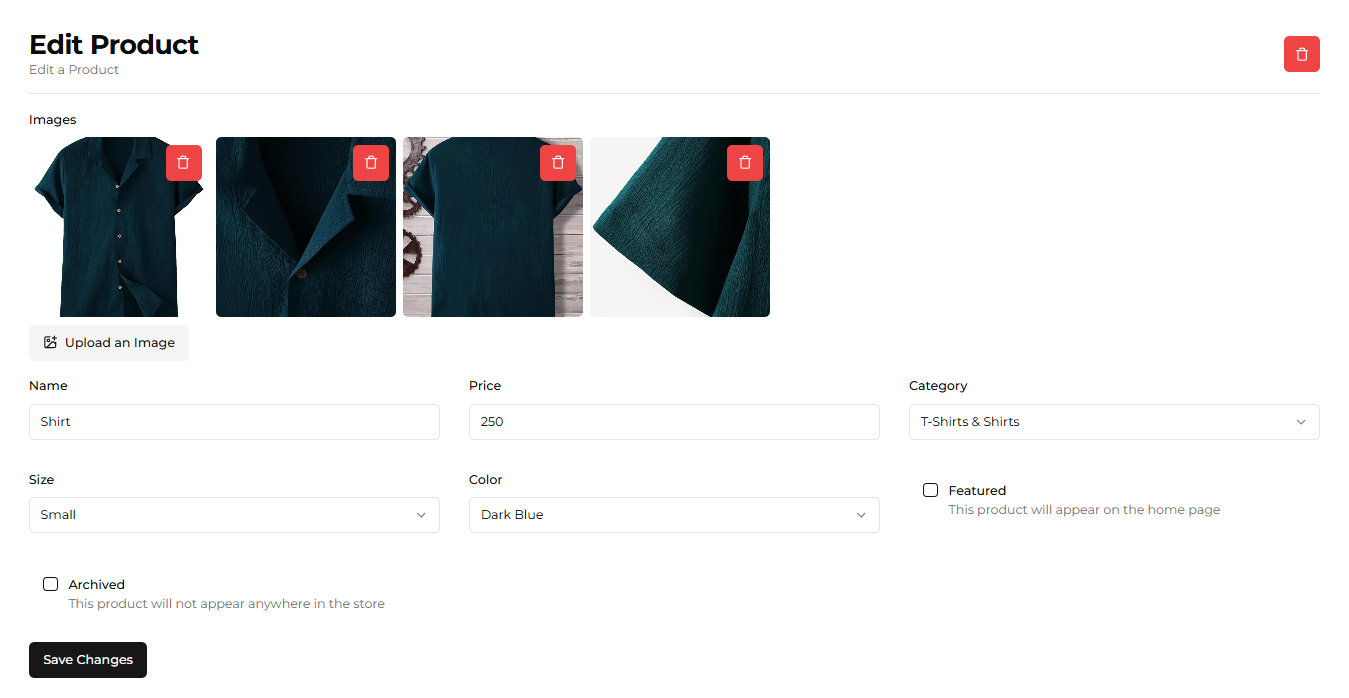 Edit Product
Edit a Product
Images
Upload an Image
Name
Price
Category
Shirt
250
T-Shirts & Shirts
Size
Color
Small
Dark Blue
Featured
This product will appear on the home page
Archived
This product will not appear anywhere in the store
Save Changes